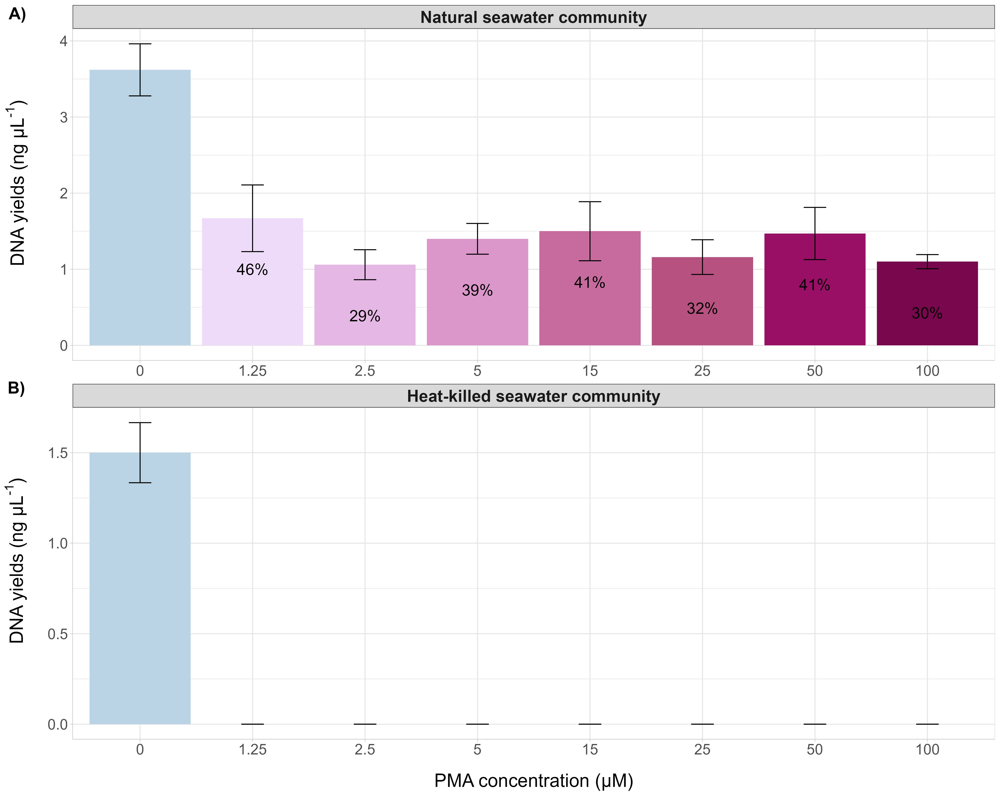 A)
Natural seawater community
DNA yields (ng µL⁻¹)
4
3
2
1
0
46%
29%
39%
41%
32%
41%
30%
0 1.25 2.5 5 15 25 50 100
B)
Heat-killed seawater community
DNA yields (ng µL⁻¹)
1.5
1.0
0.5
0.0
0 1.25 2.5 5 15 25 50 100
PMA concentration (µM)